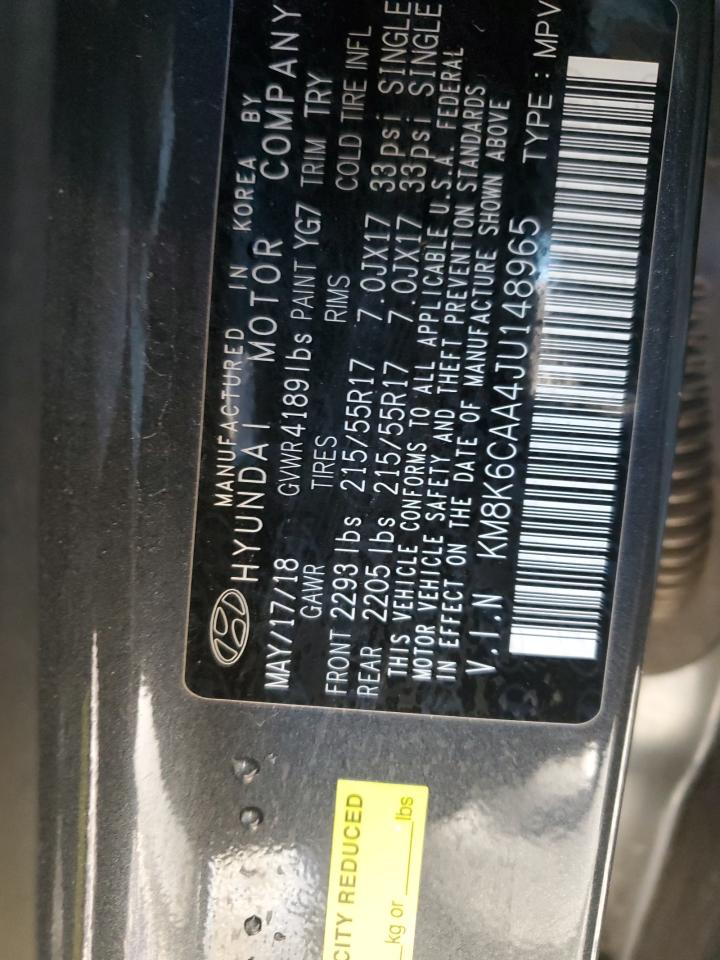 MANUFACTURED IN KOREA BY
HYUNDAI MOTOR COMPANY
MAY/17/18 GVWR 4189 lbs PAINT YG7 TRIM TRY
GAWR TIRES RIMS COLD TIRE INFL
FRONT 2293 lbs 215/55R17 7.0JX17 33psi SINGLE
REAR 2205 lbs 215/55R17 7.0JX17 33psi SINGLE
THIS VEHICLE CONFORMS TO ALL APPLICABLE U.S.A. FEDERAL
MOTOR VEHICLE SAFETY AND THEFT PREVENTION STANDARDS
IN EFFECT ON THE DATE OF MANUFACTURE SHOWN ABOVE
V.I.N KM8K6CAA4JU148965 TYPE : MPV
CITY REDUCED
kg or ____lbs